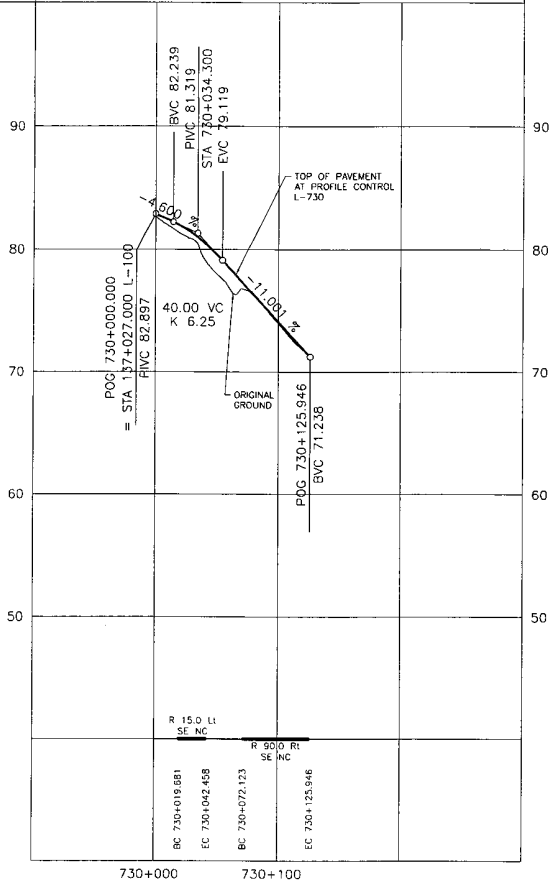 BVC 82.239
PIVC 81.319
STA 730+034.300
EVC 79.119
90
90
TOP OF PAVEMENT
AT PROFILE CONTROL
L-730
-4.600 %
80
80
-11.001 %
40.00 VC
K 6.25
POG 730+000.000
= STA 137+027.000 L-100
PIVC 82.897
70
70
ORIGINAL
GROUND
POG 730+125.946
BVC 71.238
60
60
50
50
R 15.0 Lt
SE NC
R 90.0 Rt
SE NC
BC 730+019.681
EC 730+042.458
BC 730+072.123
EC 730+125.946
730+000
730+100